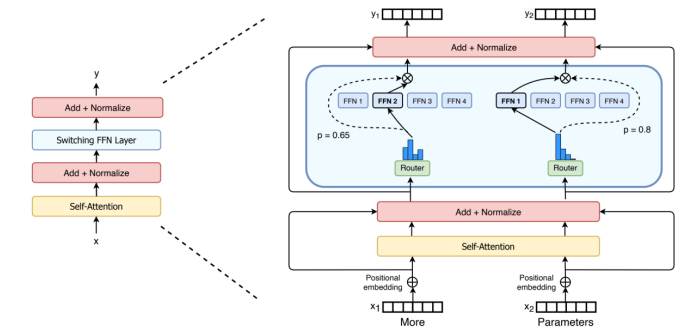 y
Add + Normalize
Switching FFN Layer
Add + Normalize
Self-Attention
x
y1 y2
Add + Normalize
FFN 1 FFN 2 FFN 3 FFN 4 FFN 1 FFN 2 FFN 3 FFN 4
p = 0.65 p = 0.8
Router Router
Add + Normalize
Self-Attention
Positional embedding Positional embedding
x1 x2
More Parameters